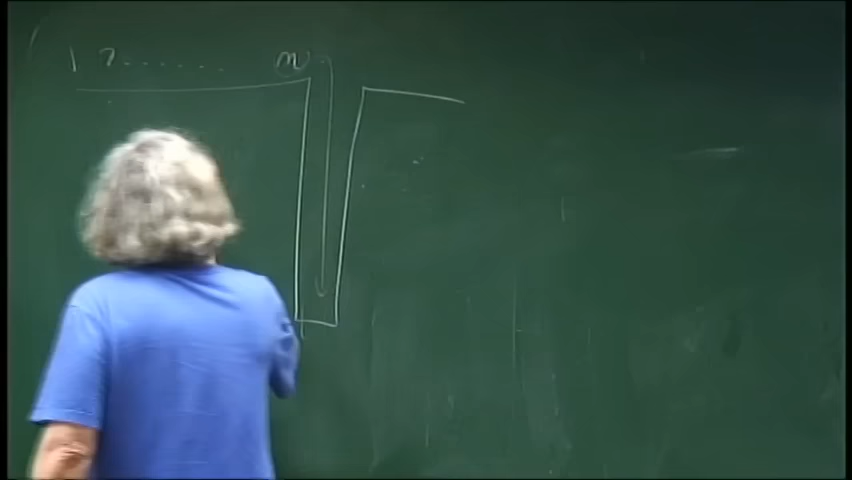 1 2 . . . . . . . n